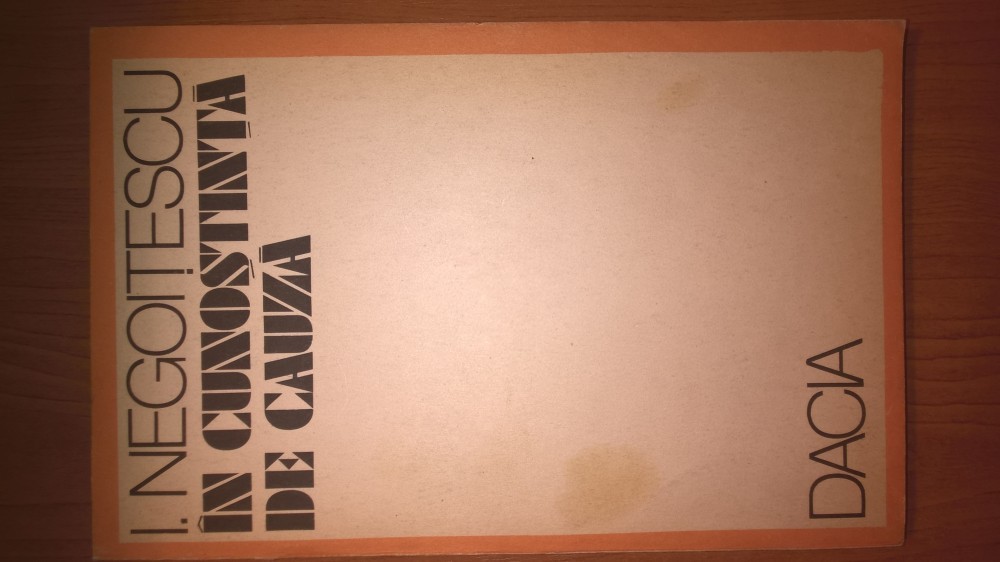 I. NEGOIȚESCU
ÎN CUNOȘTINȚĂ
DE CAUZĂ
DACIA